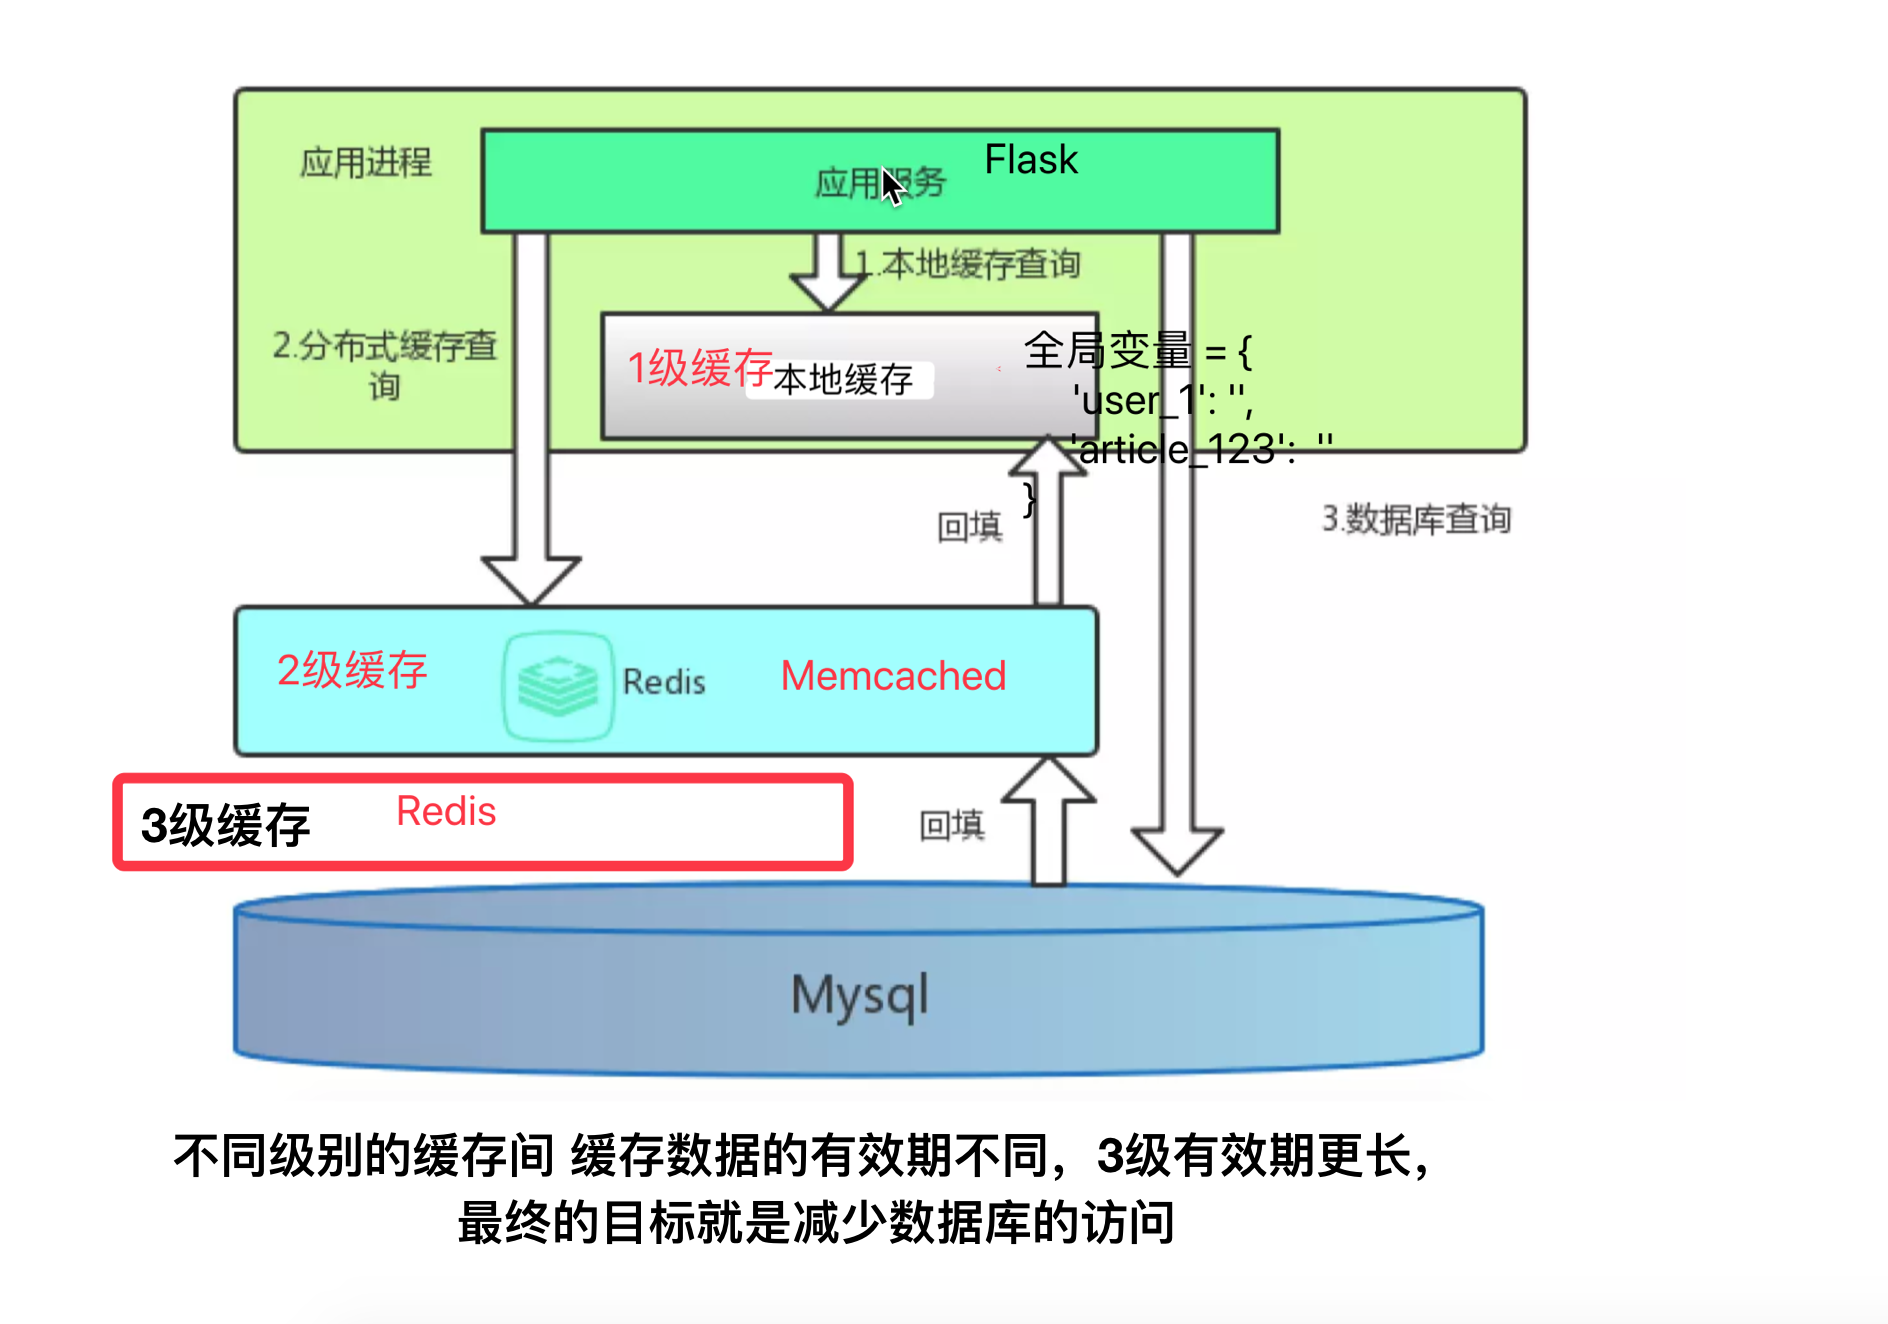 应用进程
应用服务
Flask
1.本地缓存查询
2.分布式缓存查
询
1级缓存
本地缓存
全局变量 = {
'user_1': '',
'article_123': ''
}
回填
3.数据库查询
2级缓存
Redis
Memcached
3级缓存
Redis
回填
Mysql
不同级别的缓存间 缓存数据的有效期不同，3级有效期更长，
最终的目标就是减少数据库的访问